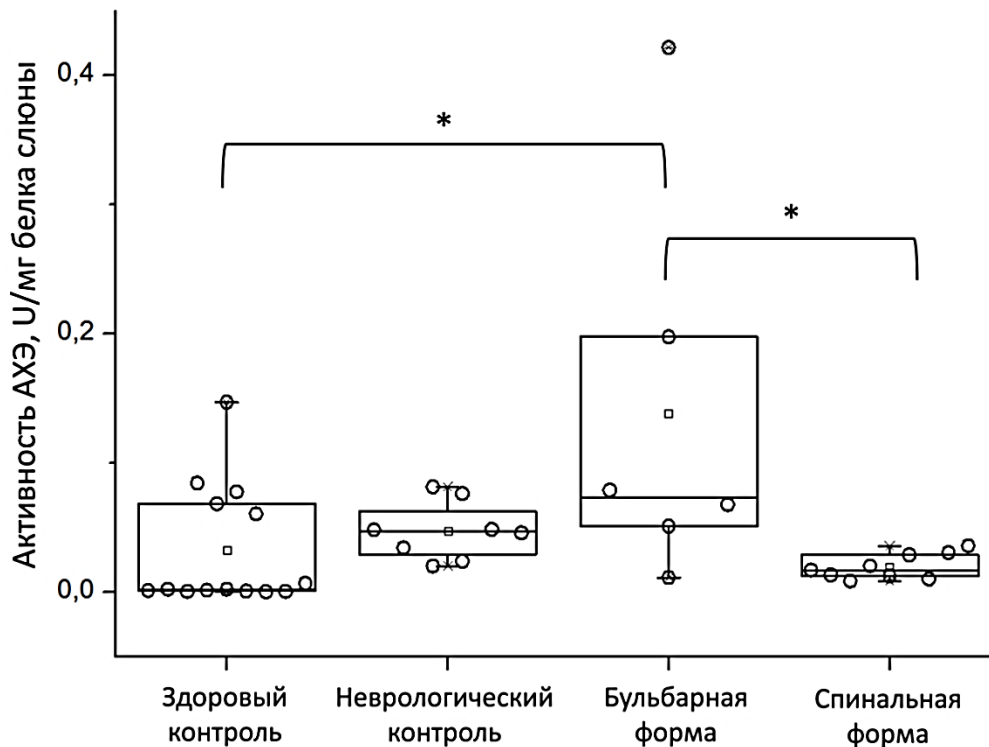 Активность АХЭ, U/мг белка слюны
0,4
0,2
0,0
*
*
Здоровый контроль
Неврологический контроль
Бульбарная форма
Спинальная форма